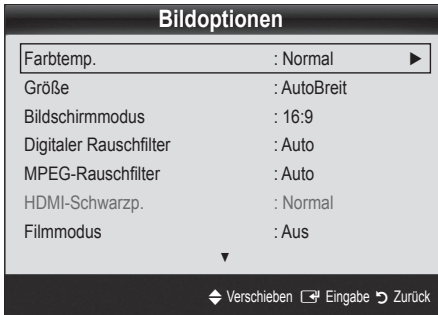 Bildoptionen
Farbtemp. : Normal ▶
Größe : AutoBreit
Bildschirmmodus : 16:9
Digitaler Rauschfilter : Auto
MPEG-Rauschfilter : Auto
HDMI-Schwarzp. : Normal
Filmmodus : Aus
▼
Verschieben Eingabe Zurück